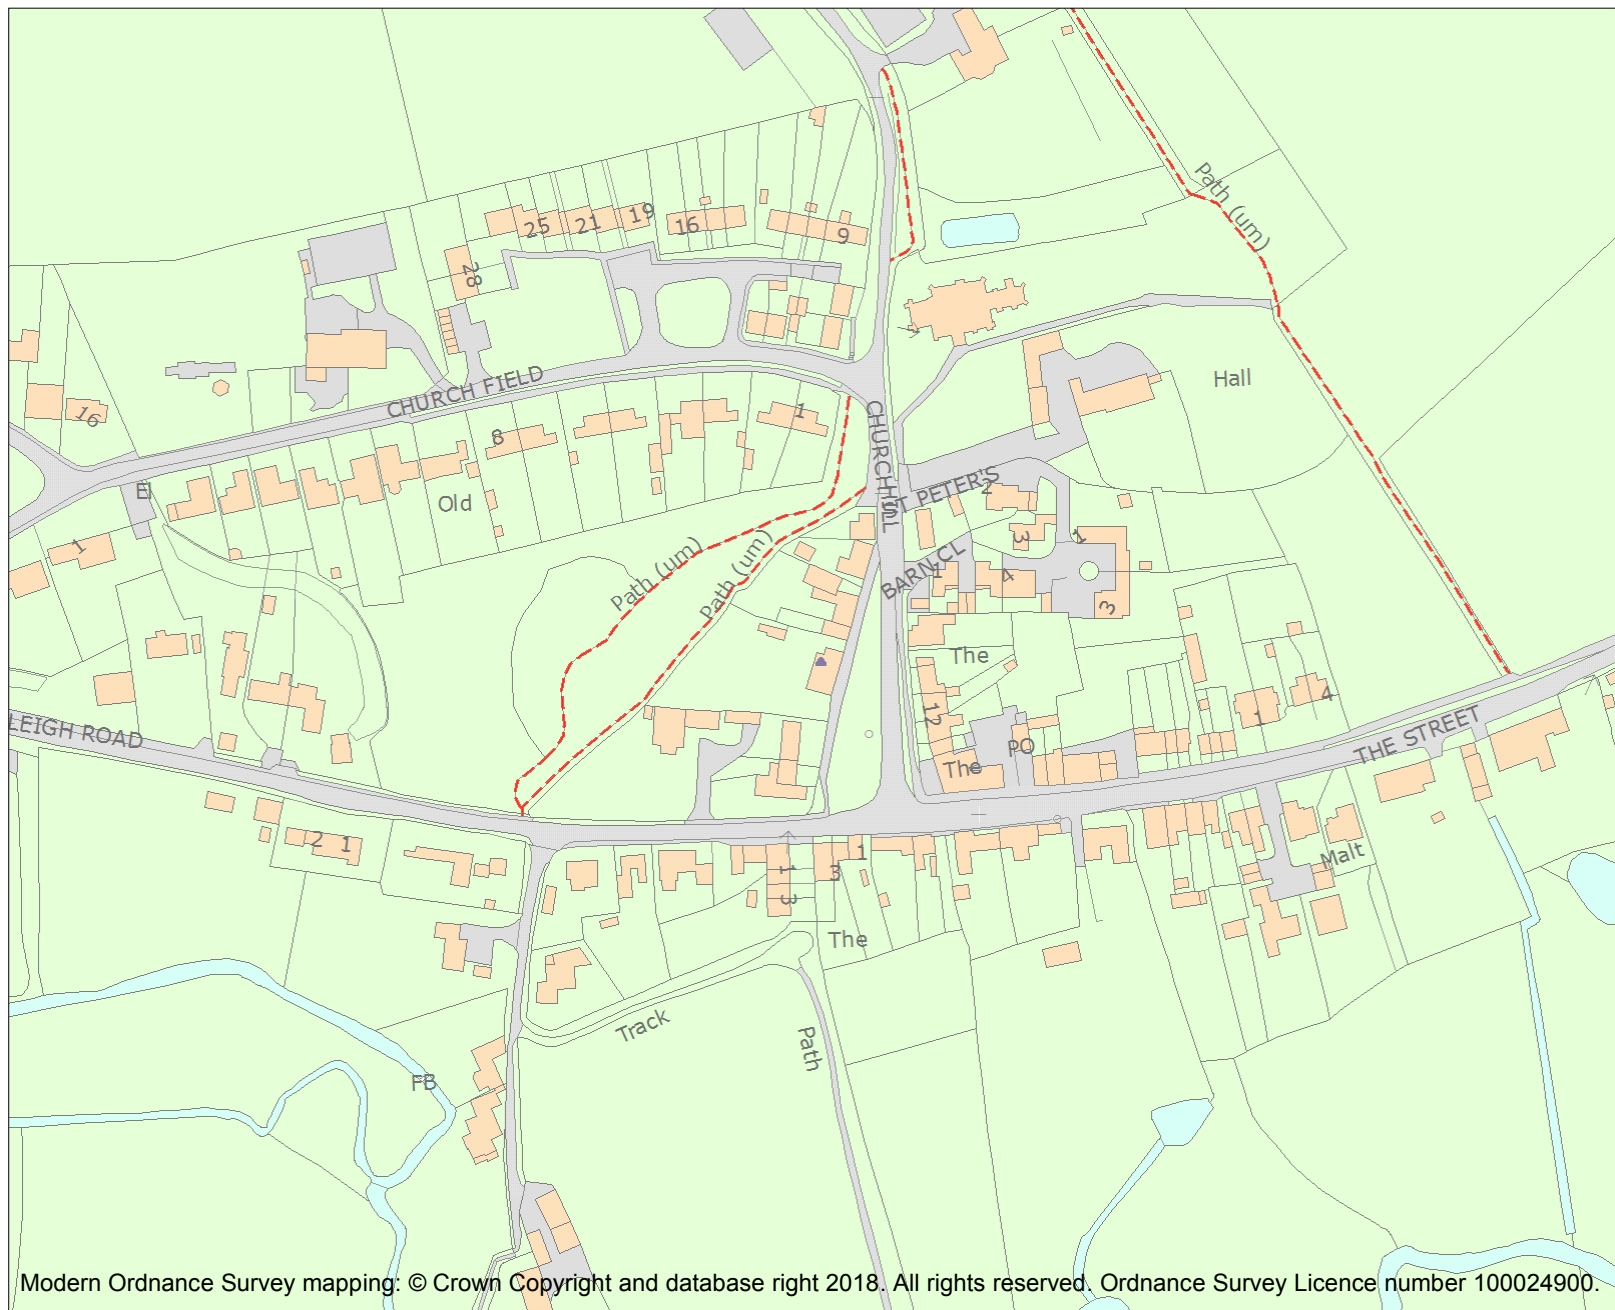 Path (um)
25
21
19
16
9
28
Hall
CHURCH FIELD
16
1
CHURCH HILL
8
El
Old
ST PETER'S
2
3
1
1
BARN CL
1
4
3
Path (um)
Path (um)
The
4
1
12
LEIGH ROAD
THE STREET
PO
The
2
1
1
3
1
3
Malt
The
Track
Path
FB
Modern Ordnance Survey mapping: © Crown Copyright and database right 2018. All rights reserved. Ordnance Survey Licence number 100024900.